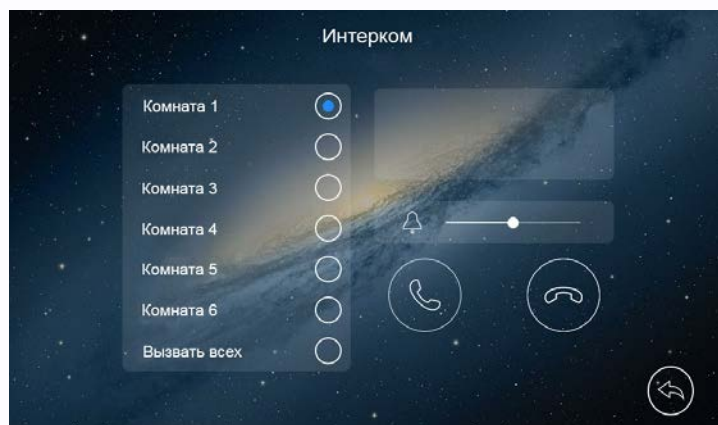 Интерком
Комната 1
Комната 2
Комната 3
Комната 4
Комната 5
Комната 6
Вызвать всех